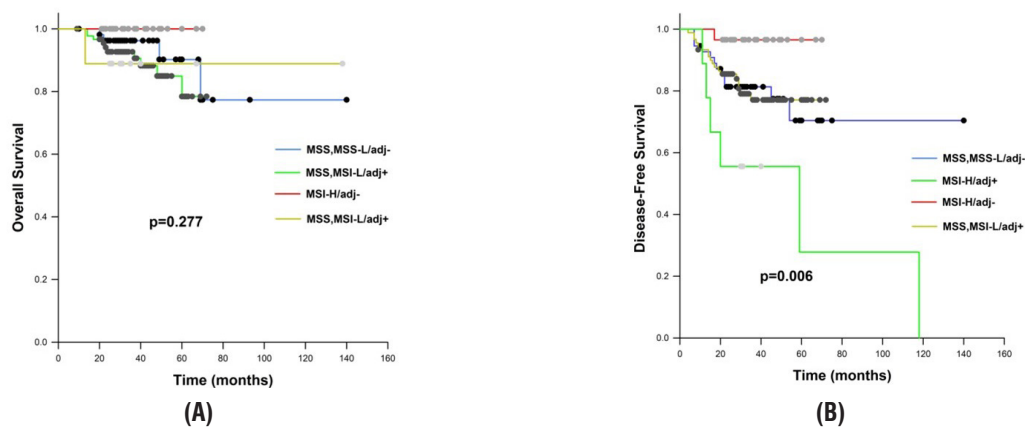 1.0
0.8
0.6
0.4
0.2
0.0
0 20 40 60 80 100 120 140 160
Overall Survival
Time (months)
MSS,MSS-L/adj-
MSS,MSI-L/adj+
MSI-H/adj-
MSS,MSI-L/adj+
p=0.277
(A)
1.0
0.8
0.6
0.4
0.2
0.0
0 20 40 60 80 100 120 140 160
Disease-Free Survival
Time (months)
MSS,MSS-L/adj-
MSI-H/adj+
MSI-H/adj-
MSS,MSI-L/adj+
p=0.006
(B)